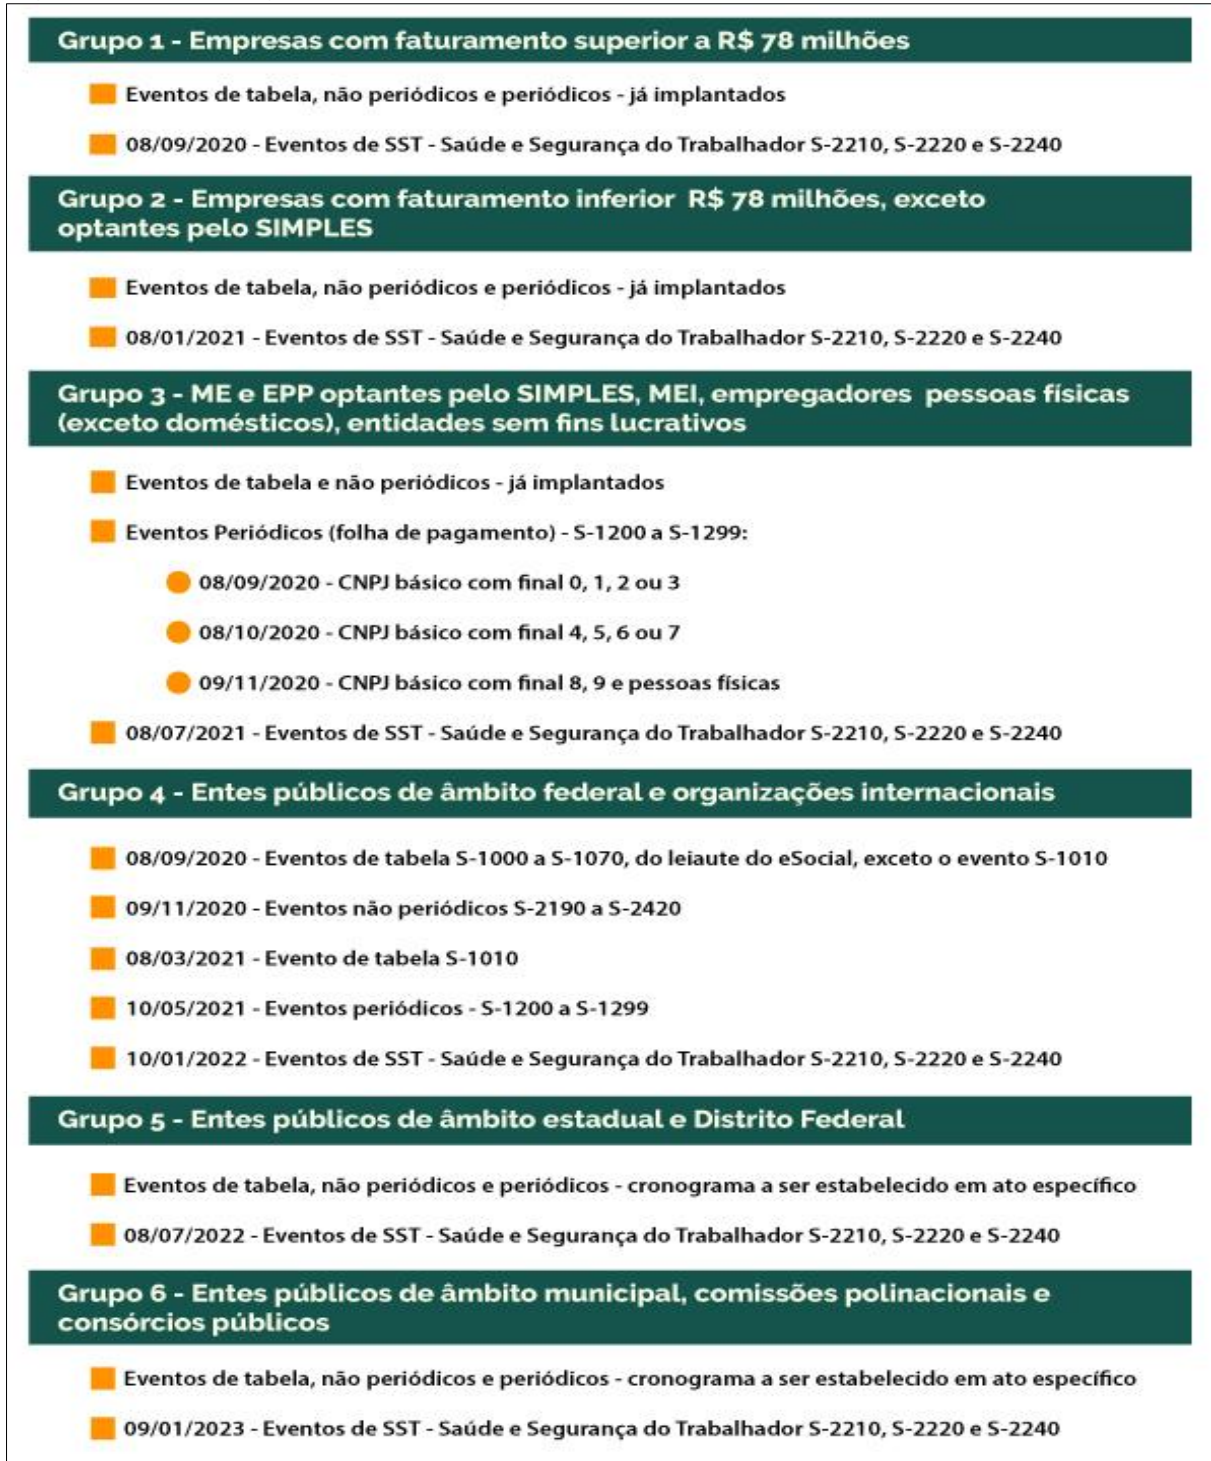 Grupo 1 - Empresas com faturamento superior a R$ 78 milhões
Eventos de tabela, não periódicos e periódicos - já implantados
08/09/2020 - Eventos de SST - Saúde e Segurança do Trabalhador S-2210, S-2220 e S-2240
Grupo 2 - Empresas com faturamento inferior R$ 78 milhões, exceto
optantes pelo SIMPLES
Eventos de tabela, não periódicos e periódicos - já implantados
08/01/2021 - Eventos de SST - Saúde e Segurança do Trabalhador S-2210, S-2220 e S-2240
Grupo 3 - ME e EPP optantes pelo SIMPLES, MEI, empregadores pessoas físicas
(exceto domésticos), entidades sem fins lucrativos
Eventos de tabela e não periódicos - já implantados
Eventos Periódicos (folha de pagamento) - S-1200 a S-1299:
08/09/2020 - CNPJ básico com final 0, 1, 2 ou 3
08/10/2020 - CNPJ básico com final 4, 5, 6 ou 7
09/11/2020 - CNPJ básico com final 8, 9 e pessoas físicas
08/07/2021 - Eventos de SST - Saúde e Segurança do Trabalhador S-2210, S-2220 e S-2240
Grupo 4 - Entes públicos de âmbito federal e organizações internacionais
08/09/2020 - Eventos de tabela S-1000 a S-1070, do leiaute do eSocial, exceto o evento S-1010
09/11/2020 - Eventos não periódicos S-2190 a S-2420
08/03/2021 - Evento de tabela S-1010
10/05/2021 - Eventos periódicos - S-1200 a S-1299
10/01/2022 - Eventos de SST - Saúde e Segurança do Trabalhador S-2210, S-2220 e S-2240
Grupo 5 - Entes públicos de âmbito estadual e Distrito Federal
Eventos de tabela, não periódicos e periódicos - cronograma a ser estabelecido em ato específico
08/07/2022 - Eventos de SST - Saúde e Segurança do Trabalhador S-2210, S-2220 e S-2240
Grupo 6 - Entes públicos de âmbito municipal, comissões polinacionais e
consórcios públicos
Eventos de tabela, não periódicos e periódicos - cronograma a ser estabelecido em ato específico
09/01/2023 - Eventos de SST - Saúde e Segurança do Trabalhador S-2210, S-2220 e S-2240